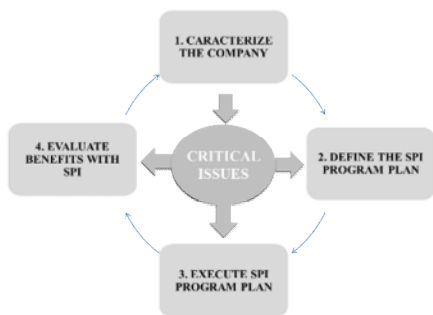 1. CARACTERIZE
THE COMPANY
4. EVALUATE
BENEFITS WITH
SPI
CRITICAL
ISSUES
2. DEFINE THE SPI
PROGRAM PLAN
3. EXECUTE SPI
PROGRAM PLAN